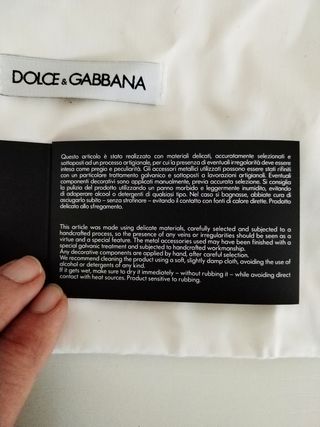 DOLCE & GABBANA
Questo articolo è stato realizzato con materiali delicati, accuratamente selezionati e
sottoposti ad un processo artigianale, per cui la presenza di eventuali irregolarità deve essere
intesa come pregio e peculiarità. Gli accessori metallici utilizzati possono essere stati rifiniti
con un particolare trattamento galvanico e sottoposti a lavorazioni artigianali. Eventuali
componenti decorativi sono applicati manualmente, previa accurata selezione. Si consiglia
la pulizia del prodotto utilizzando un panno morbido e leggermente inumidito, evitando
di adoperare alcool o detergenti di qualsiasi tipo. Nel caso si bagnasse, abbiate cura di
asciugarlo subito – senza strofinare – evitando il contatto con fonti di calore dirette. Prodotto
delicato allo sfregamento.
This article was made using delicate materials, carefully selected and subjected to a
handcrafted process, so the presence of any veins or irregularities should be seen as a
virtue and a special feature. The metal accessories used may have been finished with a
special galvanic treatment and subjected to handcrafted workmanship.
Any decorative components are applied by hand, after careful selection.
We recommend cleaning the product using a soft, slightly damp cloth, avoiding the use of
alcohol or detergents of any kind.
If it gets wet, make sure to dry it immediately – without rubbing it – while avoiding direct
contact with heat sources. Product sensitive to rubbing.